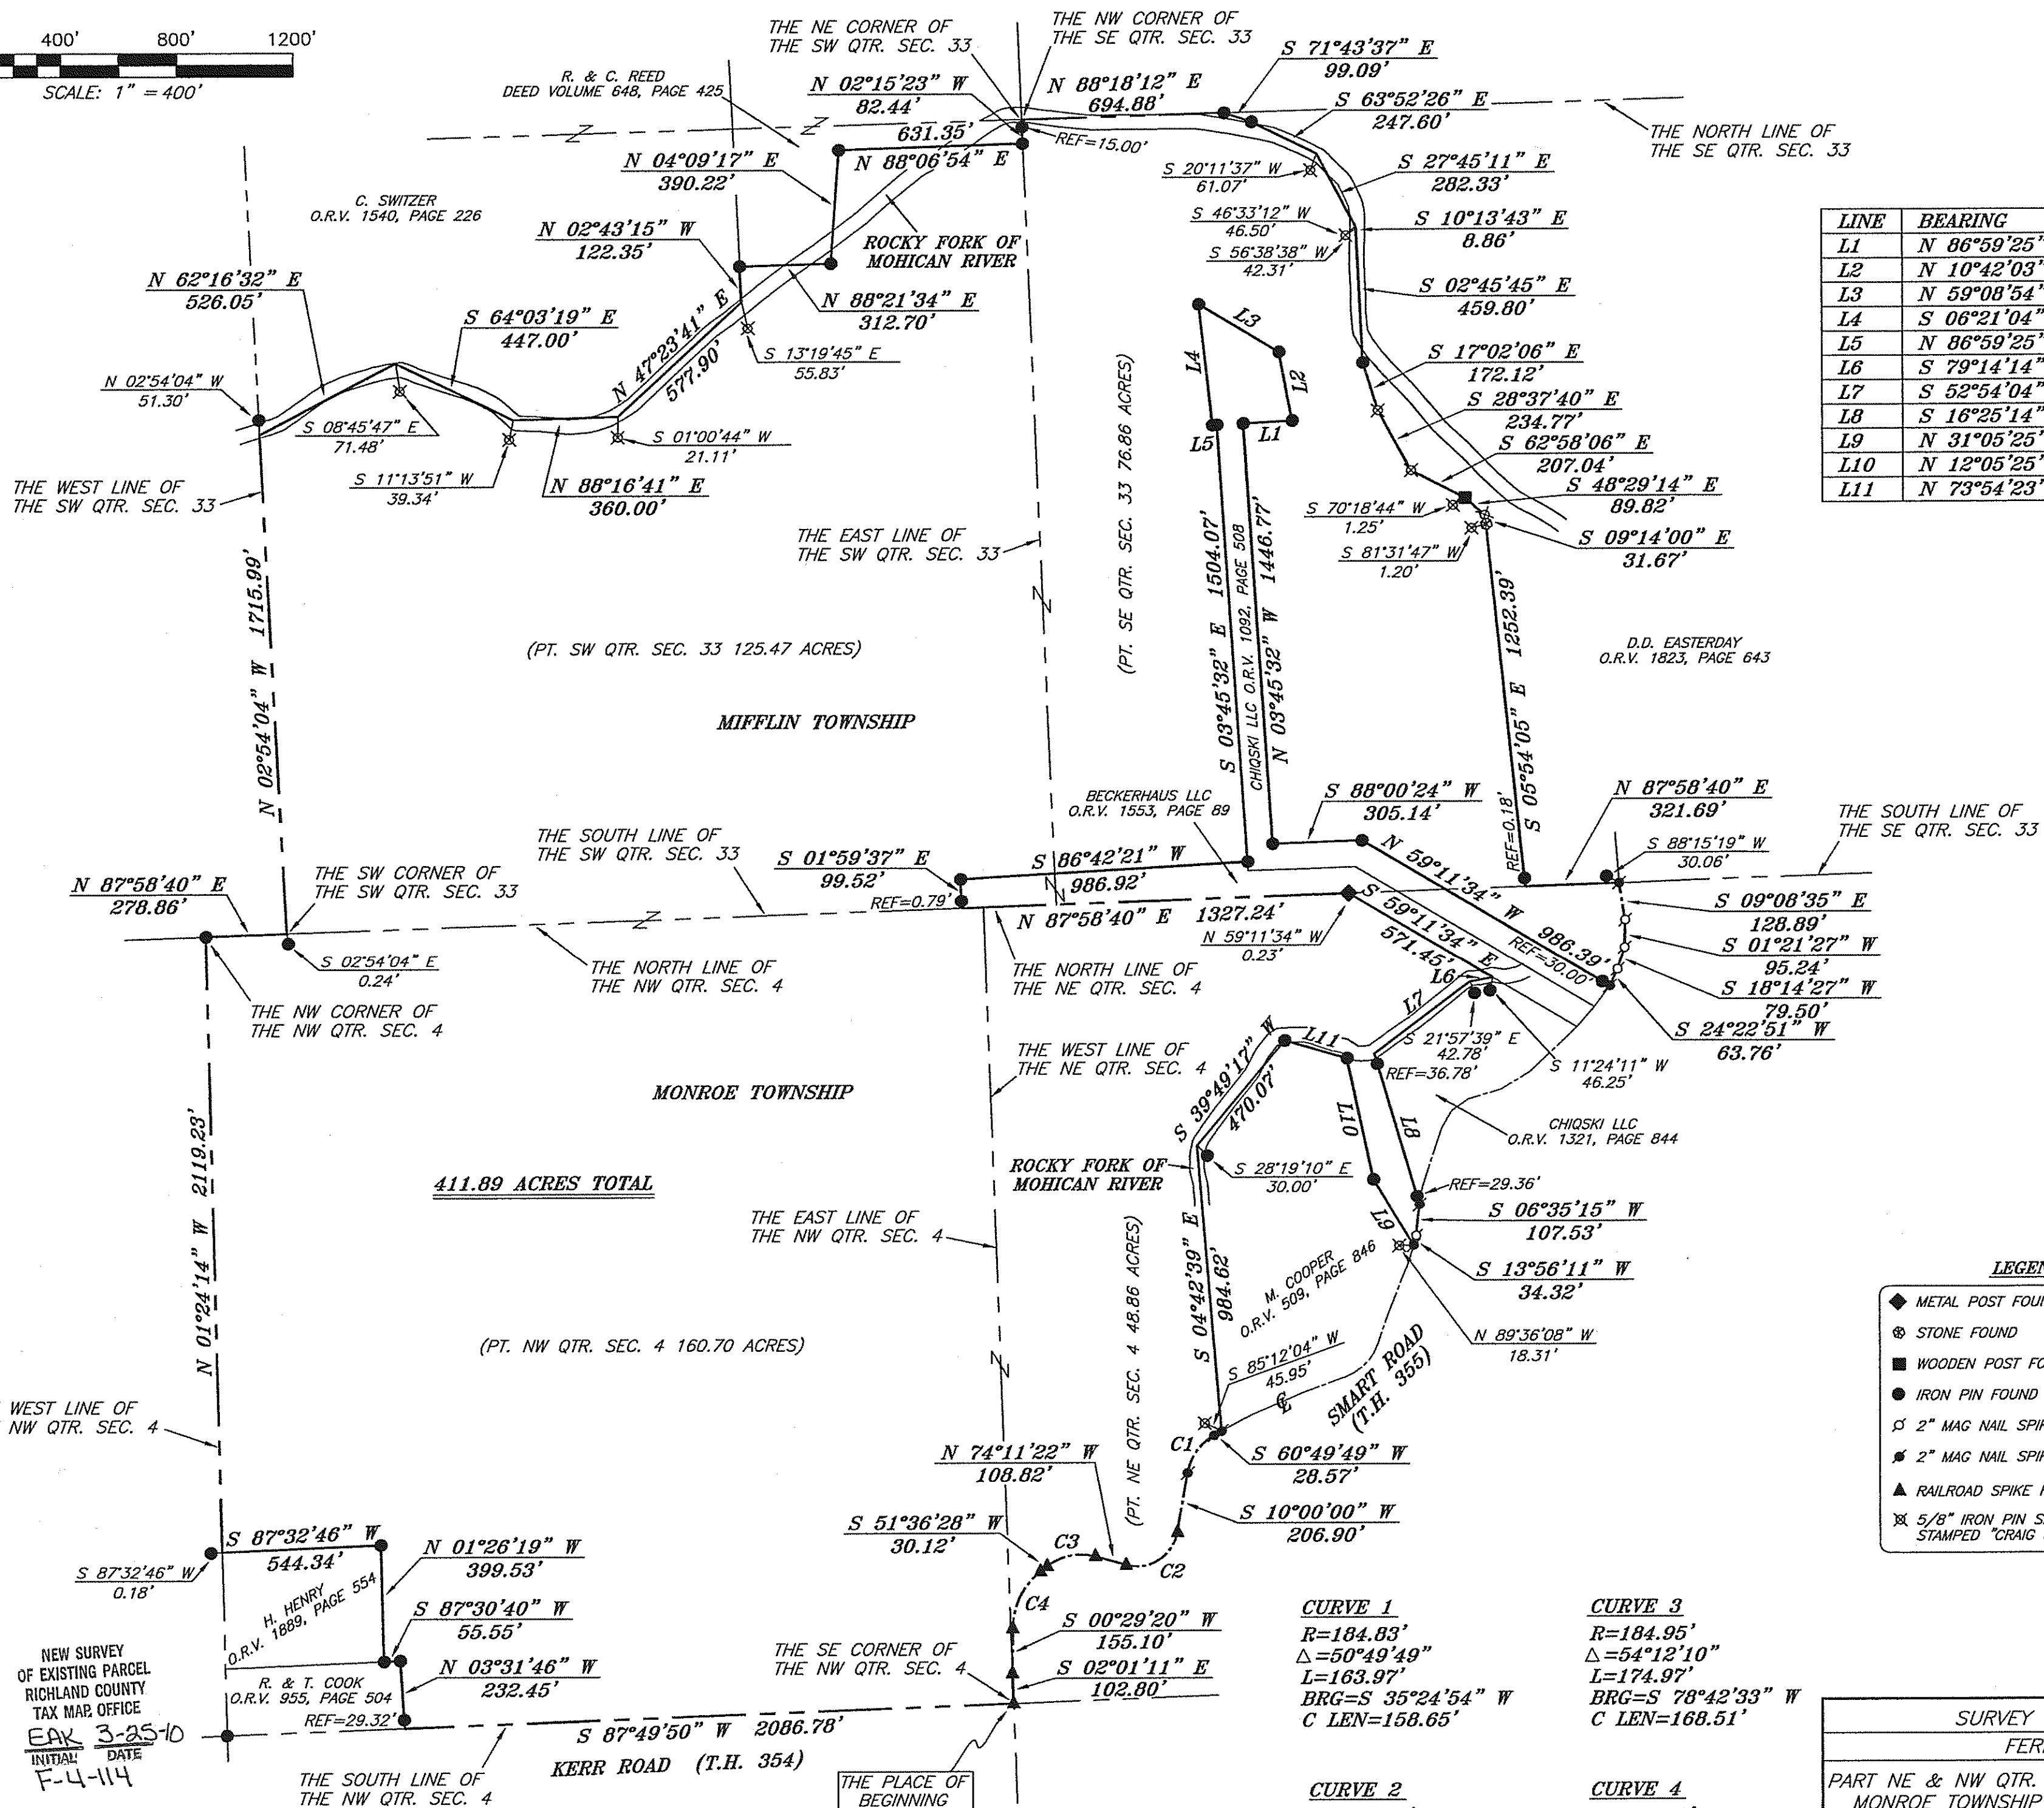 400' 800' 1200'
SCALE: 1" = 400'
THE NE CORNER OF
THE SW QTR. SEC. 33
THE NW CORNER OF
THE SE QTR. SEC. 33
R. & C. REED
DEED VOLUME 648, PAGE 425
N 02°15'23" W
82.44'
N 88°18'12" E
694.88'
S 71°43'37" E
99.09'
S 63°52'26" E
247.60'
THE NORTH LINE OF
THE SE QTR. SEC. 33
631.35'
N 88°06'54" E
REF=15.00'
N 04°09'17" E
390.22'
S 20°11'37" W
61.07'
S 27°45'11" E
282.33'
C. SWITZER
O.R.V. 1540, PAGE 226
N 02°43'15" W
122.35'
ROCKY FORK OF
MOHICAN RIVER
S 46°33'12" W
46.50'
S 10°13'43" E
8.86'
S 56°38'38" W
42.31'
N 62°16'32" E
526.05'
S 64°03'19" E
447.00'
N 88°21'34" E
312.70'
S 02°45'45" E
459.80'
N 47°23'41" E
577.90'
S 13°19'45" E
55.83'
N 02°54'04" W
51.30'
S 08°45'47" E
71.48'
S 11°13'51" W
39.34'
S 01°00'44" W
21.11'
N 88°16'41" E
360.00'
L3
L4
L2
L5
L1
S 17°02'06" E
172.12'
S 28°37'40" E
234.77'
S 62°58'06" E
207.04'
S 48°29'14" E
89.82'
S 70°18'44" W
1.25'
S 81°31'47" W
1.20'
S 09°14'00" E
31.67'
LINE BEARING
L1 N 86°59'25"
L2 N 10°42'03"
L3 N 59°08'54"
L4 S 06°21'04"
L5 N 86°59'25"
L6 S 79°14'14"
L7 S 52°54'04"
L8 S 16°25'14"
L9 N 31°05'25"
L10 N 12°05'25"
L11 N 73°54'23"
THE WEST LINE OF
THE SW QTR. SEC. 33
THE EAST LINE OF
THE SW QTR. SEC. 33
N 02°54'04" W 1715.99'
(PT. SW QTR. SEC. 33 125.47 ACRES)
(PT. SE QTR. SEC. 33 76.86 ACRES)
S 03°45'32" E 1504.07'
CHIQSKI LLC O.R.V. 1092, PAGE 508
N 03°45'32" W 1446.77'
S 05°54'05" E 1252.39'
REF=0.18'
D.D. EASTERDAY
O.R.V. 1823, PAGE 643
MIFFLIN TOWNSHIP
BECKERHAUS LLC
O.R.V. 1553, PAGE 89
S 88°00'24" W
305.14'
N 87°58'40" E
321.69'
THE SOUTH LINE OF
THE SE QTR. SEC. 33
S 88°15'19" W
30.06'
THE SOUTH LINE OF
THE SW QTR. SEC. 33
S 01°59'37" E
99.52'
S 86°42'21" W
986.92'
REF=0.79'
N 87°58'40" E 1327.24'
N 59°11'34" W
986.39'
REF=30.00'
S 59°11'34" E
571.45'
N 59°11'34" W
0.23'
S 09°08'35" E
128.89'
S 01°21'27" W
95.24'
S 18°14'27" W
79.50'
S 24°22'51" W
63.76'
N 87°58'40" E
278.86'
THE SW CORNER OF
THE SW QTR. SEC. 33
S 02°54'04" E
0.24'
THE NORTH LINE OF
THE NW QTR. SEC. 4
THE NORTH LINE OF
THE NE QTR. SEC. 4
THE NW CORNER OF
THE NW QTR. SEC. 4
L6
L7
S 21°57'39" E
42.78'
S 11°24'11" W
46.25'
REF=36.78'
THE WEST LINE OF
THE NE QTR. SEC. 4
L11
S 39°49'17" W
470.07'
MONROE TOWNSHIP
L10
L8
L9
CHIQSKI LLC
O.R.V. 1321, PAGE 844
N 01°24'14" W 2119.23'
411.89 ACRES TOTAL
ROCKY FORK OF
MOHICAN RIVER
S 28°19'10" E
30.00'
REF=29.36'
S 06°35'15" W
107.53'
S 13°56'11" W
34.32'
THE EAST LINE OF
THE NW QTR. SEC. 4
S 04°42'39" E
984.62'
M. COOPER
O.R.V. 509, PAGE 846
N 89°36'08" W
18.31'
(PT. NW QTR. SEC. 4 160.70 ACRES)
(PT. NE QTR. SEC. 4 48.86 ACRES)
S 85°12'04" W
45.95'
SMART ROAD
(T.H. 355)
WEST LINE OF
NW QTR. SEC. 4
N 74°11'22" W
108.82'
C1
S 60°49'49" W
28.57'
S 10°00'00" W
206.90'
S 51°36'28" W
30.12'
C3
C2
C4
METAL POST FOU
STONE FOUND
WOODEN POST FO
IRON PIN FOUND
2" MAG NAIL SPI
2" MAG NAIL SPI
RAILROAD SPIKE
5/8" IRON PIN S
STAMPED "CRAIG
S 87°32'46" W
544.34'
N 01°26'19" W
399.53'
S 87°32'46" W
0.18'
H. HENRY
O.R.V. 1889, PAGE 554
S 87°30'40" W
55.55'
R. & T. COOK
O.R.V. 955, PAGE 504
REF=29.32'
N 03°31'46" W
232.45'
THE SE CORNER OF
THE NW QTR. SEC. 4
S 00°29'20" W
155.10'
S 02°01'11" E
102.80'
S 87°49'50" W 2086.78'
KERR ROAD (T.H. 354)
THE SOUTH LINE OF
THE NW QTR. SEC. 4
THE PLACE OF
BEGINNING
NEW SURVEY
OF EXISTING PARCEL
RICHLAND COUNTY
TAX MAP OFFICE
EAK 3-25-10
INITIAL DATE
F-4-114
CURVE 1
R=184.83'
△=50°49'49"
L=163.97'
BRG=S 35°24'54" W
C LEN=158.65'
CURVE 3
R=184.95'
△=54°12'10"
L=174.97'
BRG=S 78°42'33" W
C LEN=168.51'
CURVE 2
CURVE 4
SURVEY
PART NE & NW QTR.
MONROE TOWNSHIP